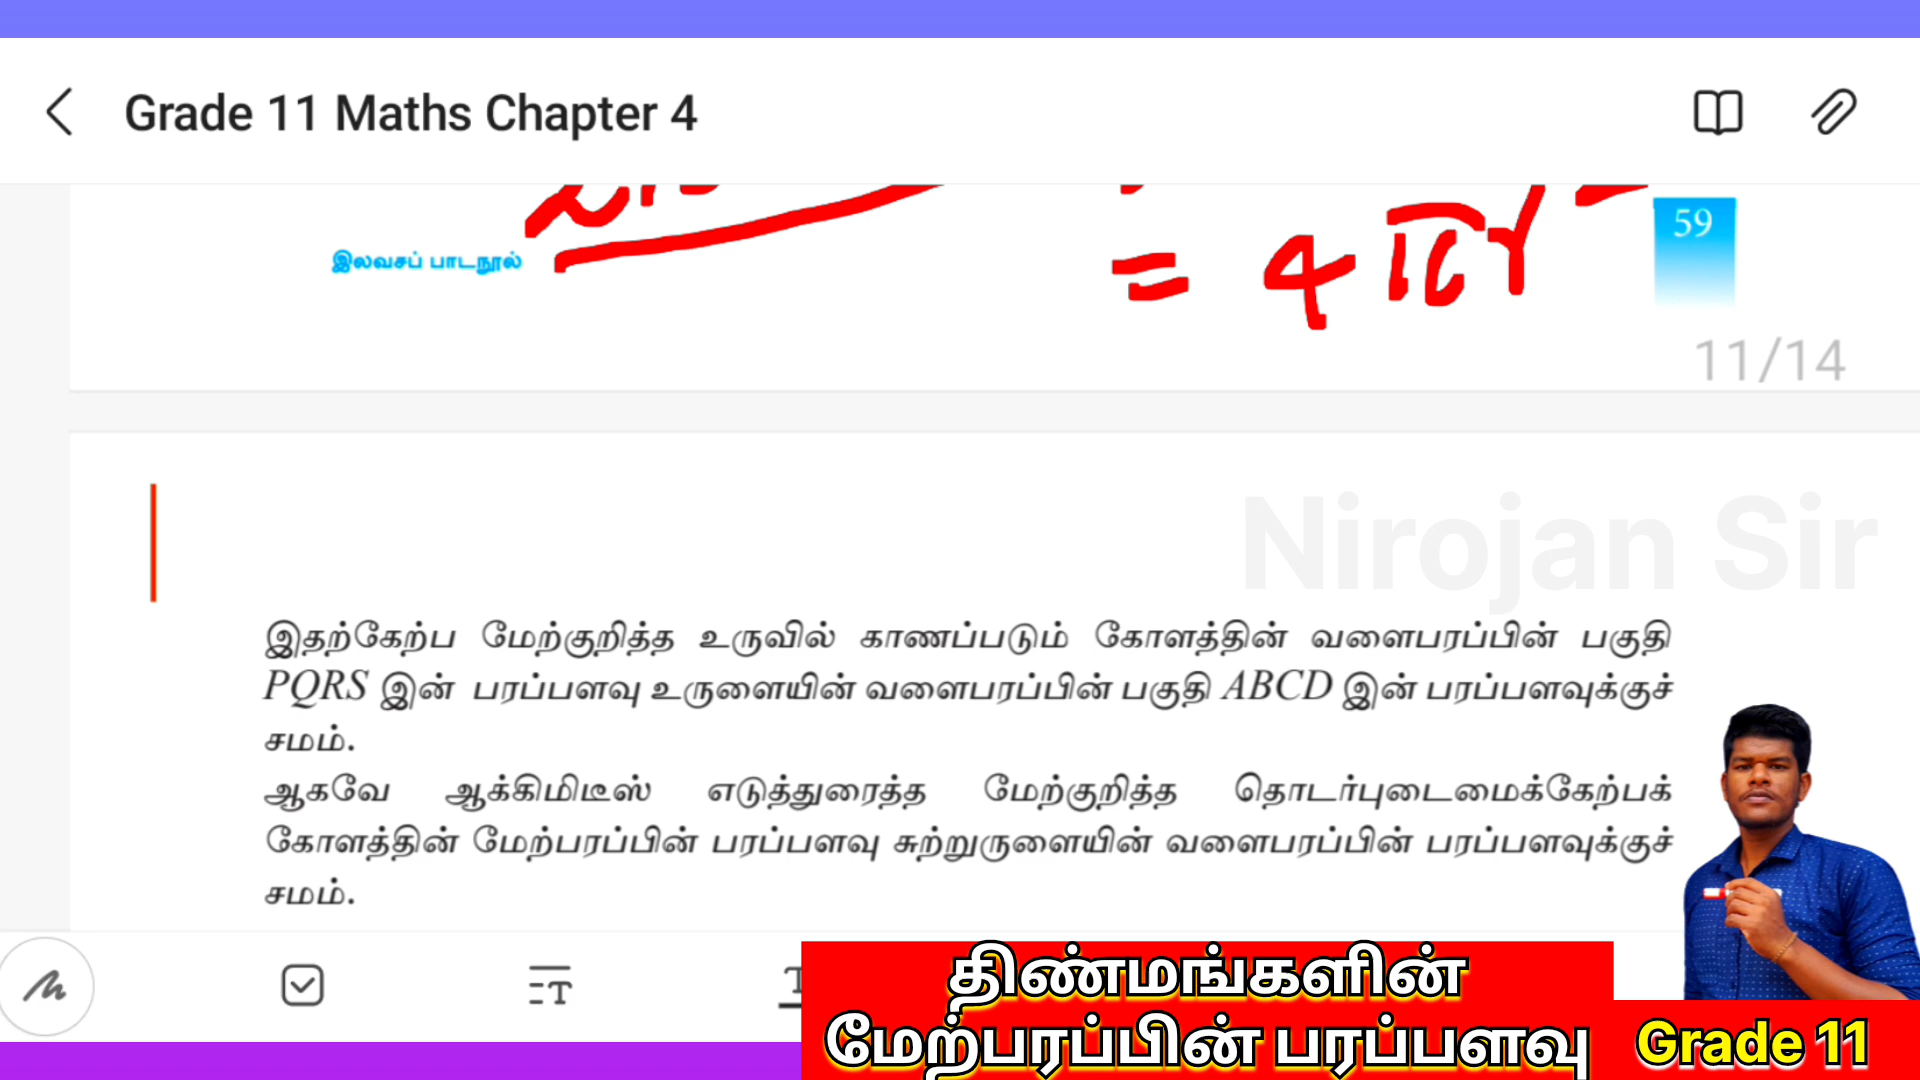 Grade 11 Maths Chapter 4
59
இலவசப் பாடநூல்
= 4πr
11/14
Nirojan Sir
இதற்கேற்ப மேற்குறித்த உருவில் காணப்படும் கோளத்தின் வளைபரப்பின் பகுதி
PQRS இன் பரப்பளவு உருளையின் வளைபரப்பின் பகுதி ABCD இன் பரப்பளவுக்குச்
சமம்.
ஆகவே ஆக்கிமிடீஸ் எடுத்துரைத்த மேற்குறித்த தொடர்புடைமைக்கேற்பக்
கோளத்தின் மேற்பரப்பின் பரப்பளவு சுற்றுருளையின் வளைபரப்பின் பரப்பளவுக்குச்
சமம்.
திண்மங்களின்
மேற்பரப்பின் பரப்பளவு
Grade 11